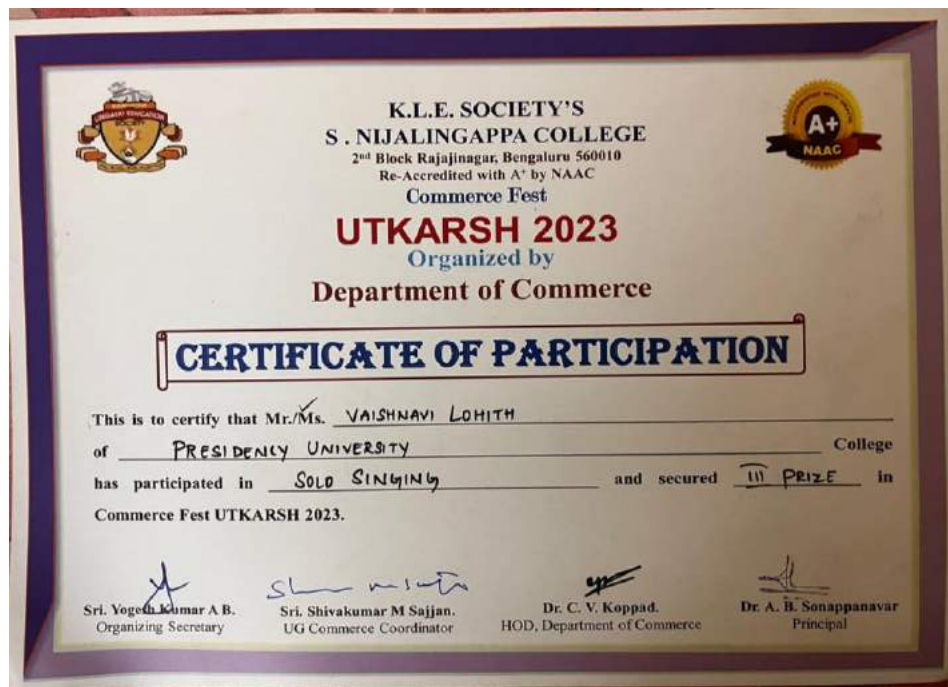 LINGAYAT EDUCATION
SOCIETY
A+
NAAC
K.L.E. SOCIETY'S
S . NIJALINGAPPA COLLEGE
2nd Block Rajajinagar, Bengaluru 560010
Re-Accredited with A+ by NAAC
Commerce Fest
UTKARSH 2023
Organized by
Department of Commerce
CERTIFICATE OF PARTICIPATION
This is to certify that Mr./Ms. VAISHNAVI LOHITH
of PRESIDENCY UNIVERSITY College
has participated in SOLO SINGING and secured III PRIZE in
Commerce Fest UTKARSH 2023.
Sri. Yogesh Kumar A B. Sri. Shivakumar M Sajjan. Dr. C. V. Koppad. Dr. A. B. Sonappanavar
Organizing Secretary UG Commerce Coordinator HOD, Department of Commerce Principal